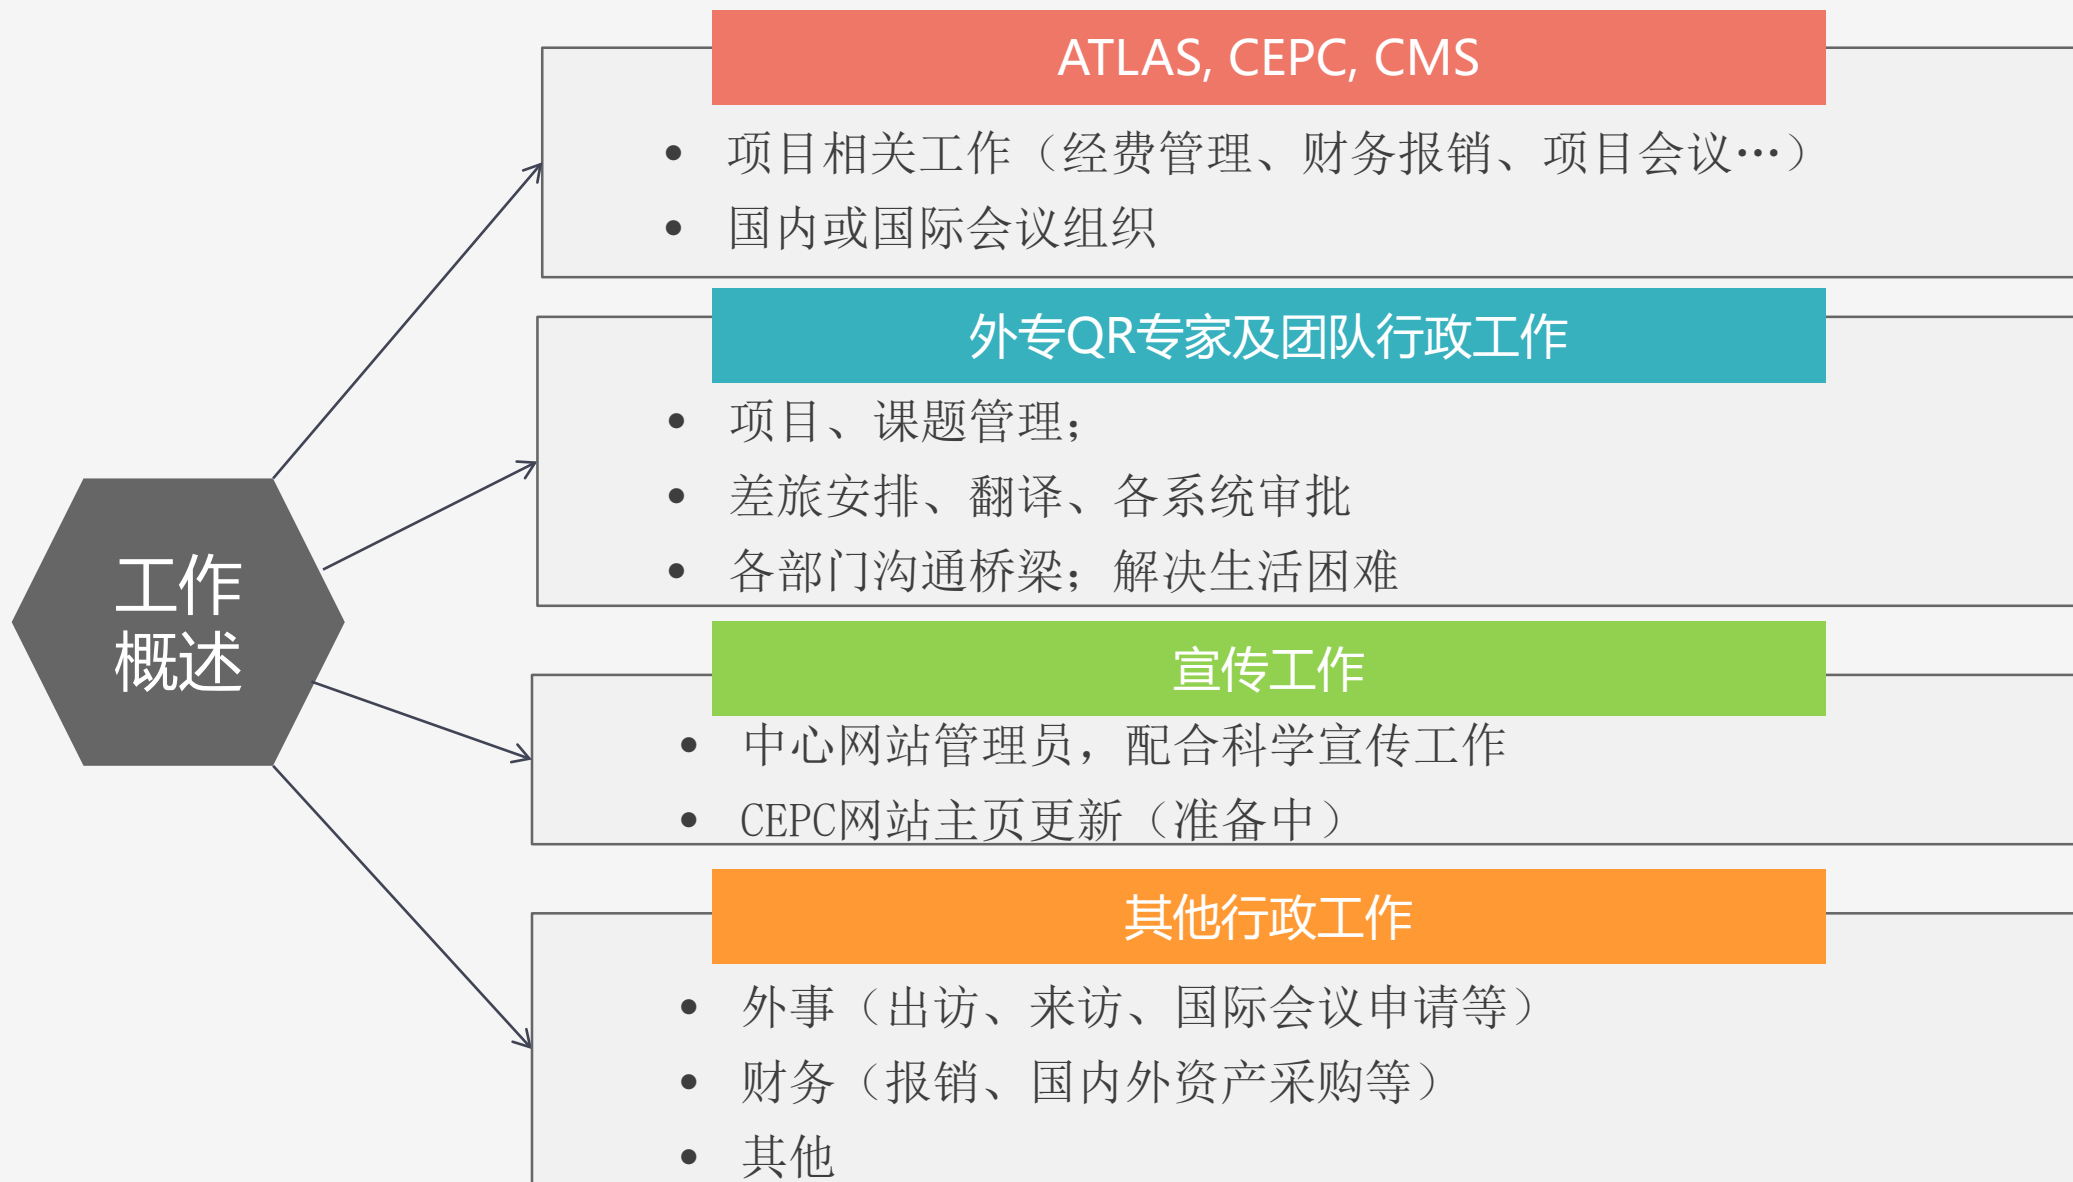 工作
概述
ATLAS, CEPC, CMS
• 项目相关工作（经费管理、财务报销、项目会议…）
• 国内或国际会议组织
外专QR专家及团队行政工作
• 项目、课题管理；
• 差旅安排、翻译、各系统审批
• 各部门沟通桥梁；解决生活困难
宣传工作
• 中心网站管理员，配合科学宣传工作
• CEPC网站主页更新（准备中）
其他行政工作
• 外事（出访、来访、国际会议申请等）
• 财务（报销、国内外资产采购等）
• 其他